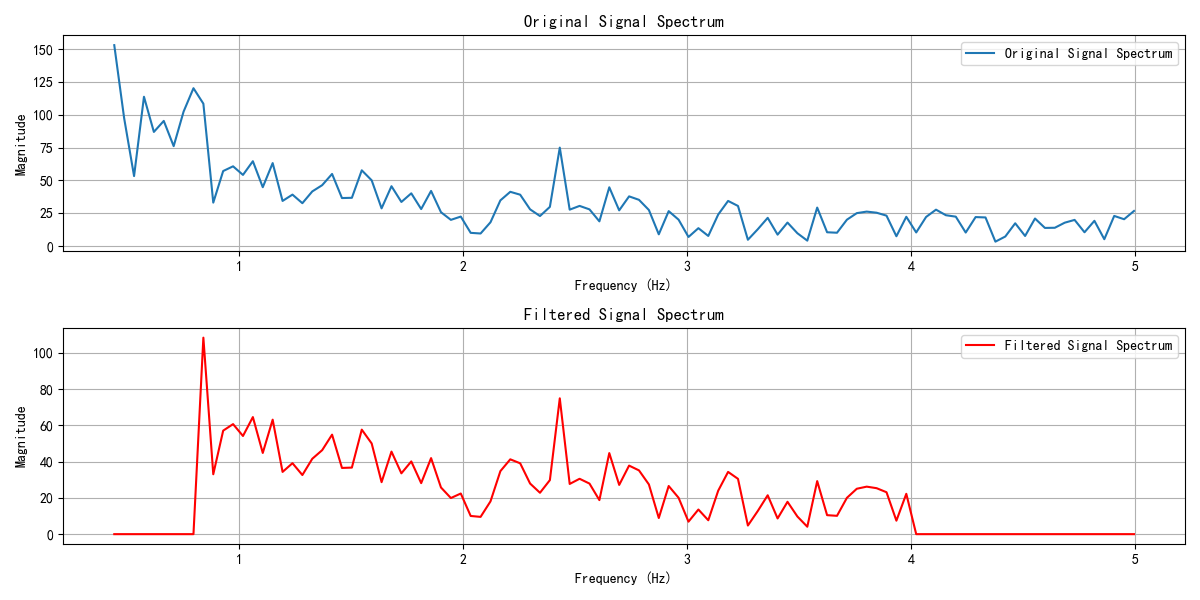 Original Signal Spectrum
150
125
100
75
50
25
0
Magnitude
Original Signal Spectrum
1 2 3 4 5
Frequency (Hz)
Filtered Signal Spectrum
100
80
60
40
20
0
Magnitude
Filtered Signal Spectrum
1 2 3 4 5
Frequency (Hz)